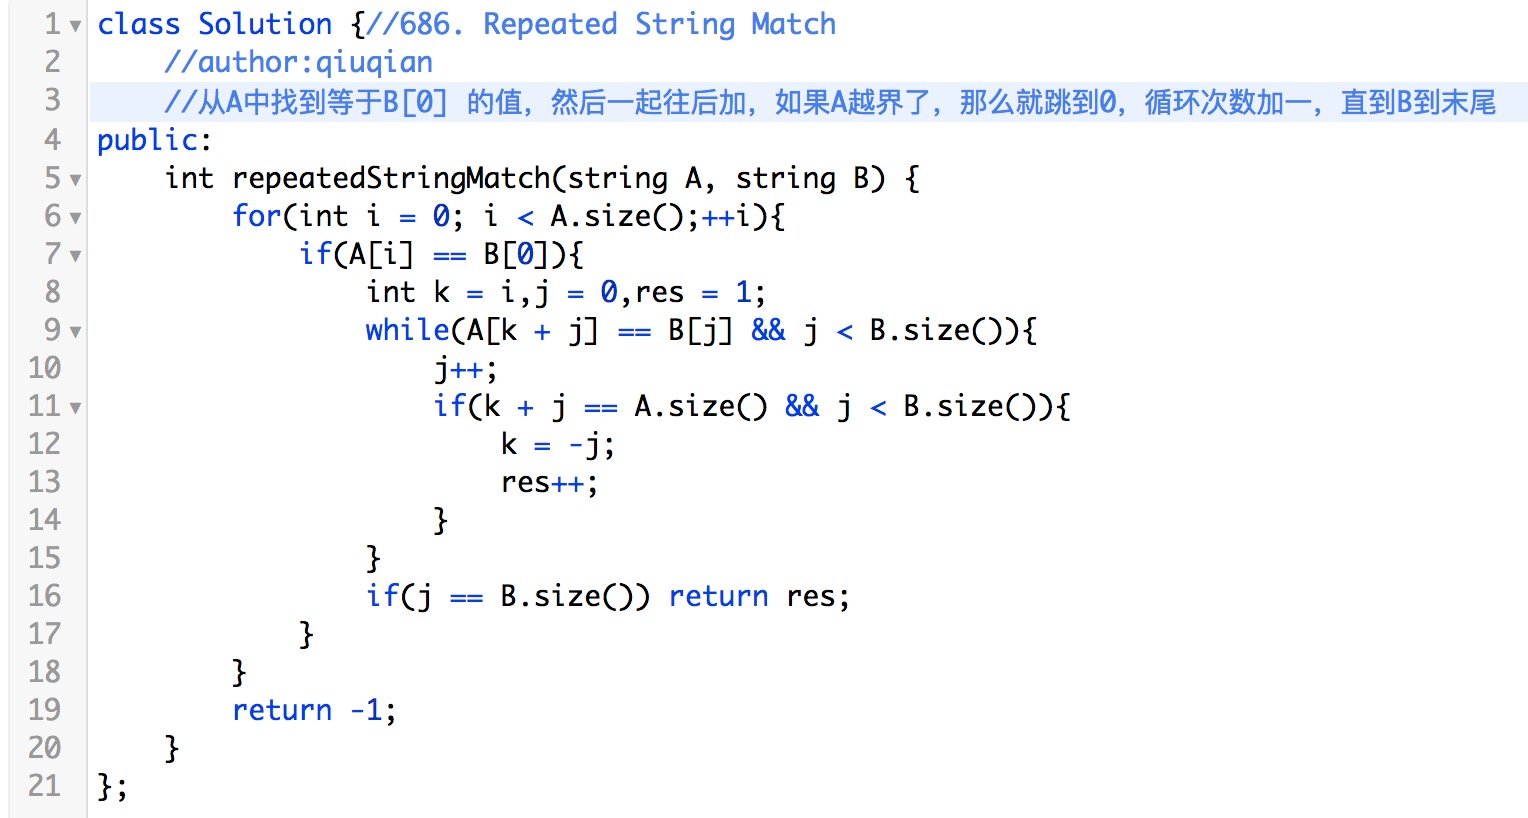 1 class Solution {//686. Repeated String Match
2     //author:qiuqian
3     //从A中找到等于B[0] 的值，然后一起往后加，如果A越界了，那么就跳到0，循环次数加一，直到B到末尾
4 public:
5     int repeatedStringMatch(string A, string B) {
6         for(int i = 0; i < A.size();++i){
7             if(A[i] == B[0]){
8                 int k = i,j = 0,res = 1;
9                 while(A[k + j] == B[j] && j < B.size()){
10                     j++;
11                     if(k + j == A.size() && j < B.size()){
12                         k = -j;
13                         res++;
14                     }
15                 }
16                 if(j == B.size()) return res;
17             }
18         }
19         return -1;
20     }
21 };